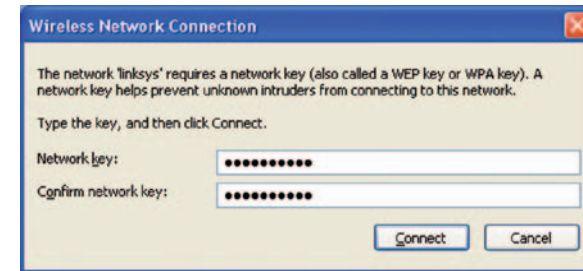 Wireless Network Connection
The network 'linksys' requires a network key (also called a WEP key or WPA key). A
network key helps prevent unknown intruders from connecting to this network.
Type the key, and then click Connect.
Network key: ●●●●●●●●●●
Confirm network key: ●●●●●●●●●●
Connect Cancel